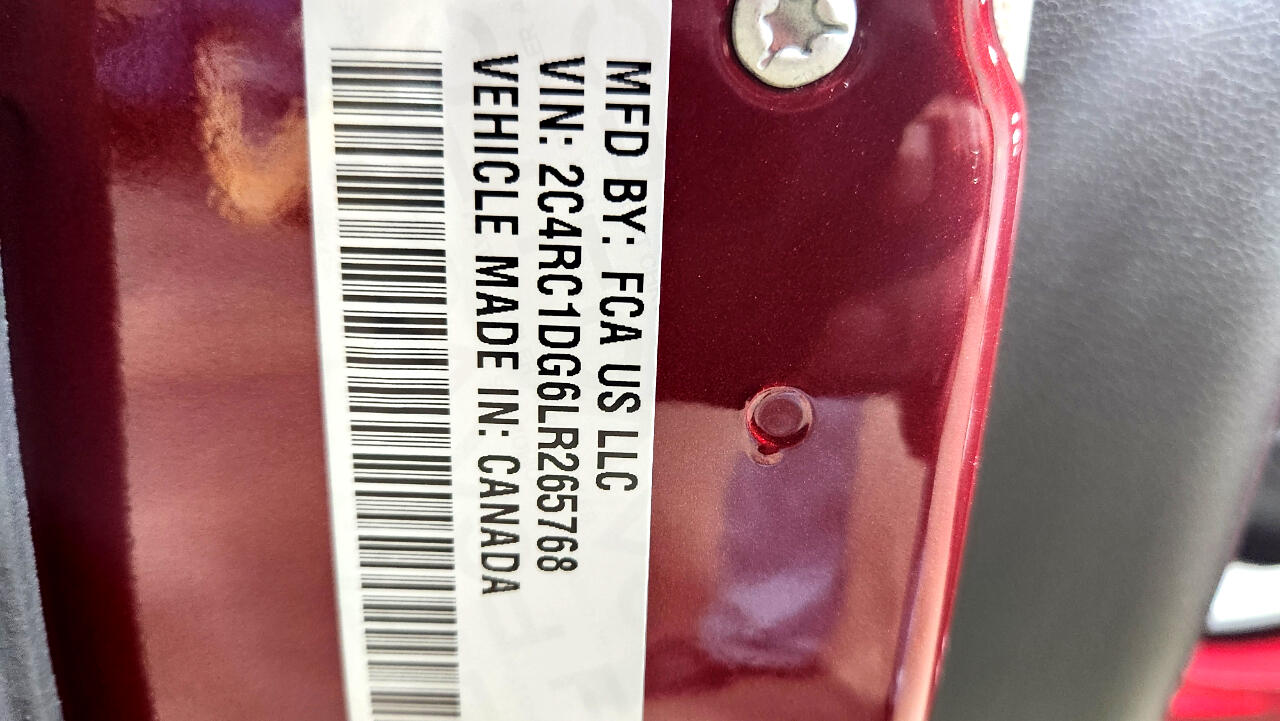 MFD BY: FCA US LLC
VIN: 2C4RC1DG6LR265768
VEHICLE MADE IN: CANADA